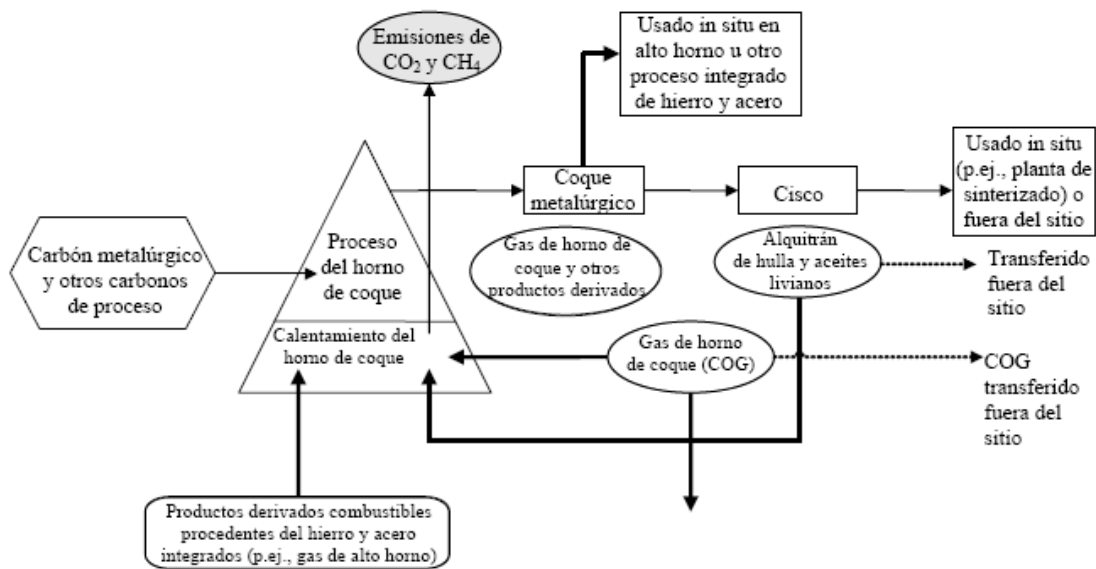 Emisiones de
CO₂ y CH₄
Usado in situ en
alto horno u otro
proceso integrado
de hierro y acero
Coque
metalúrgico
Cisco
Usado in situ
(p.ej., planta de
sinterizado) o
fuera del sitio
Carbón metalúrgico
y otros carbonos
de proceso
Proceso
del horno
de coque
Gas de horno de
coque y otros
productos derivados
Alquitrán
de hulla y aceites
livianos
Transferido
fuera del
sitio
Calentamiento del
horno de coque
Gas de horno
de coque (COG)
COG
transferido
fuera del
sitio
Productos derivados combustibles
procedentes del hierro y acero
integrados (p.ej., gas de alto horno)